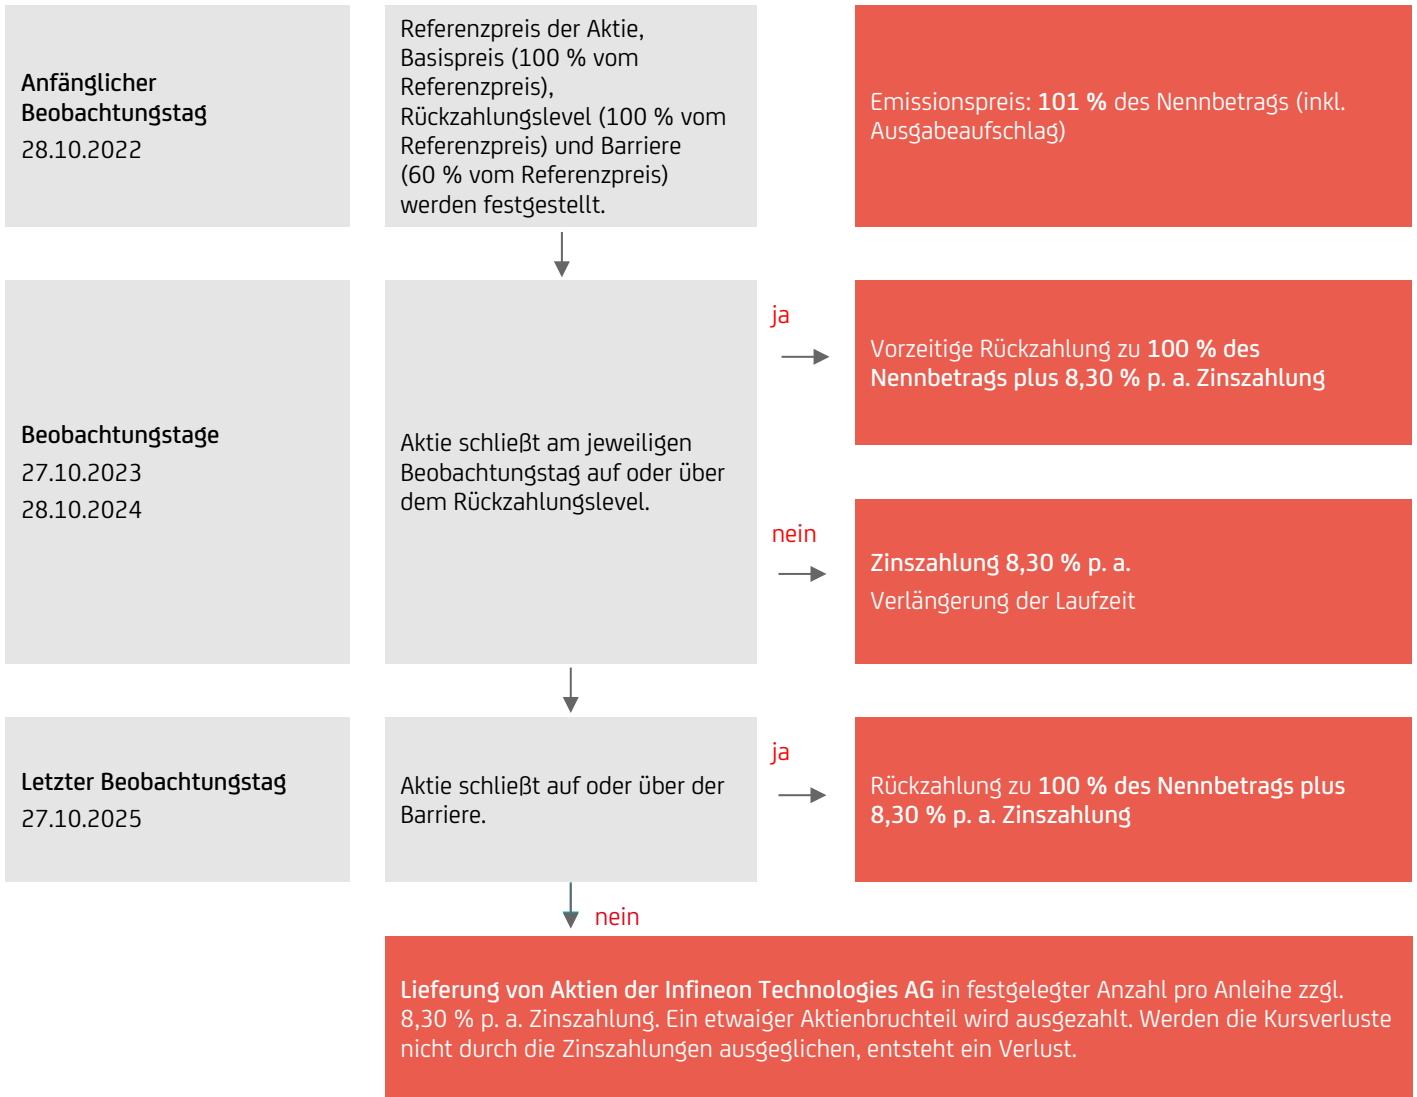 Anfänglicher
Beobachtungstag
28.10.2022
Referenzpreis der Aktie,
Basispreis (100 % vom
Referenzpreis),
Rückzahlungslevel (100 % vom
Referenzpreis) und Barriere
(60 % vom Referenzpreis)
werden festgestellt.
Emissionspreis: 101 % des Nennbetrags (inkl.
Ausgabeaufschlag)
Beobachtungstage
27.10.2023
28.10.2024
Aktie schließt am jeweiligen
Beobachtungstag auf oder über
dem Rückzahlungslevel.
ja
Vorzeitige Rückzahlung zu 100 % des
Nennbetrags plus 8,30 % p. a. Zinszahlung
nein
Zinszahlung 8,30 % p. a.
Verlängerung der Laufzeit
Letzter Beobachtungstag
27.10.2025
Aktie schließt auf oder über der
Barriere.
ja
Rückzahlung zu 100 % des Nennbetrags plus
8,30 % p. a. Zinszahlung
nein
Lieferung von Aktien der Infineon Technologies AG in festgelegter Anzahl pro Anleihe zzgl.
8,30 % p. a. Zinszahlung. Ein etwaiger Aktienbruchteil wird ausgezahlt. Werden die Kursverluste
nicht durch die Zinszahlungen ausgeglichen, entsteht ein Verlust.